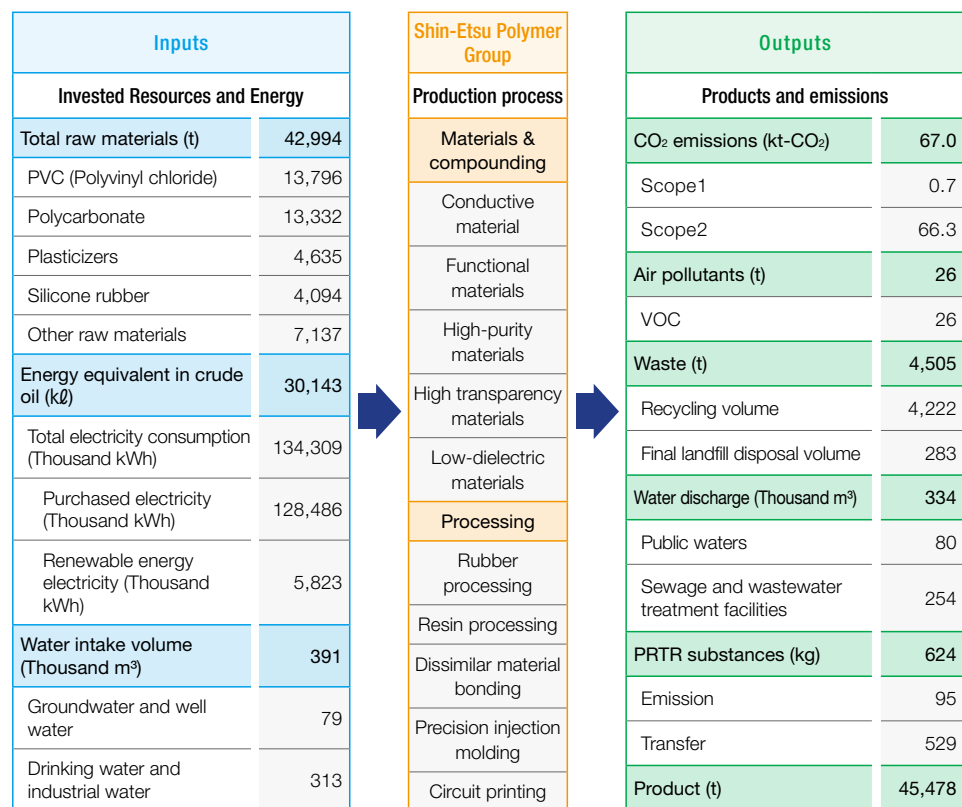 Inputs
Invested Resources and Energy
Total raw materials (t) 42,994
PVC (Polyvinyl chloride) 13,796
Polycarbonate 13,332
Plasticizers 4,635
Silicone rubber 4,094
Other raw materials 7,137
Energy equivalent in crude
oil (kℓ) 30,143
Total electricity consumption
(Thousand kWh) 134,309
Purchased electricity
(Thousand kWh) 128,486
Renewable energy
electricity (Thousand
kWh) 5,823
Water intake volume
(Thousand m³) 391
Groundwater and well
water 79
Drinking water and
industrial water 313
Shin-Etsu Polymer
Group
Production process
Materials &
compounding
Conductive
material
Functional
materials
High-purity
materials
High transparency
materials
Low-dielectric
materials
Processing
Rubber
processing
Resin processing
Dissimilar material
bonding
Precision injection
molding
Circuit printing
Outputs
Products and emissions
CO₂ emissions (kt-CO₂) 67.0
Scope1 0.7
Scope2 66.3
Air pollutants (t) 26
VOC 26
Waste (t) 4,505
Recycling volume 4,222
Final landfill disposal volume 283
Water discharge (Thousand m³) 334
Public waters 80
Sewage and wastewater
treatment facilities 254
PRTR substances (kg) 624
Emission 95
Transfer 529
Product (t) 45,478